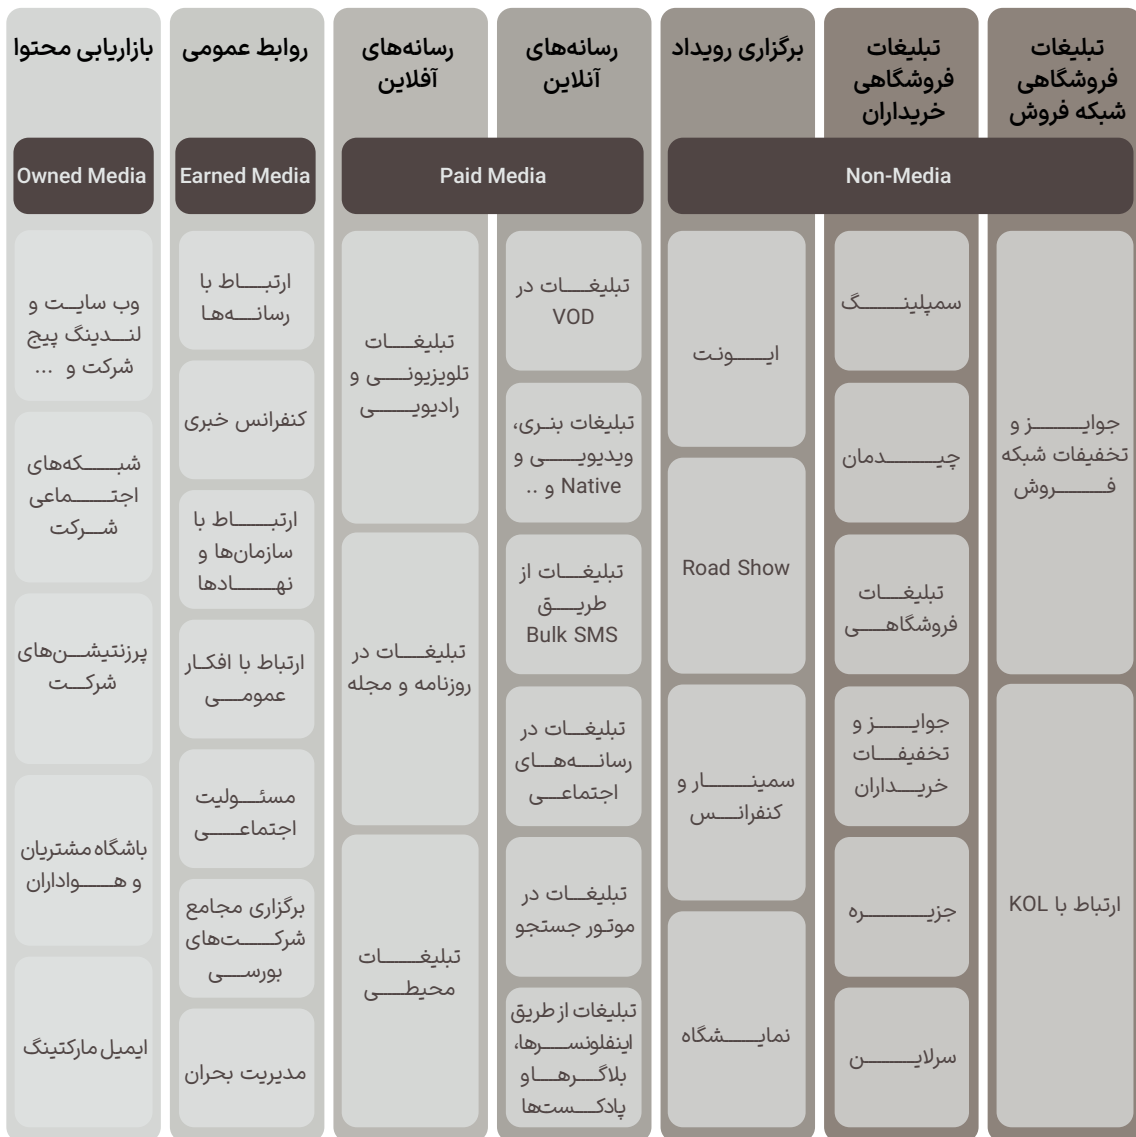 تبلیغات
فروشگاهی
شبکه فروش
تبلیغات
فروشگاهی
خریداران
برگزاری رویداد
رسانه‌های
آنلاین
رسانه‌های
آفلاین
روابط عمومی
بازاریابی محتوا
Non-Media
Paid Media
Earned Media
Owned Media
جوایز و
تخفیفات شبکه
فروش
ارتباط با KOL
سمپلینگ
چیدمان
تبلیغات
فروشگاهی
جوایز و
تخفیفات
خریداران
جزیره
سرلاین
ایونت
Road Show
سمینار و
کنفرانس
نمایشگاه
تبلیغات در
VOD
تبلیغات بنری،
ویدیویی و
Native و ..
تبلیغات از
طریق
Bulk SMS
تبلیغات در
رسانه‌های
اجتماعی
تبلیغات در
موتور جستجو
تبلیغات از طریق
اینفلونسرها،
بلاگرها و
پادکست‌ها
تبلیغات
تلویزیونی و
رادیویی
تبلیغات در
روزنامه و مجله
تبلیغات
محیطی
ارتباط با
رسانه‌ها
کنفرانس خبری
ارتباط با
سازمان‌ها و
نهادها
ارتباط با افکار
عمومی
مسئولیت
اجتماعی
برگزاری مجامع
شرکت‌های
بورسی
مدیریت بحران
وب سایت و
لندینگ پیج
شرکت و ...
شبکه‌های
اجتماعی
شرکت
پرزنتیشن‌های
شرکت
باشگاه مشتریان
و هواداران
ایمیل مارکتینگ